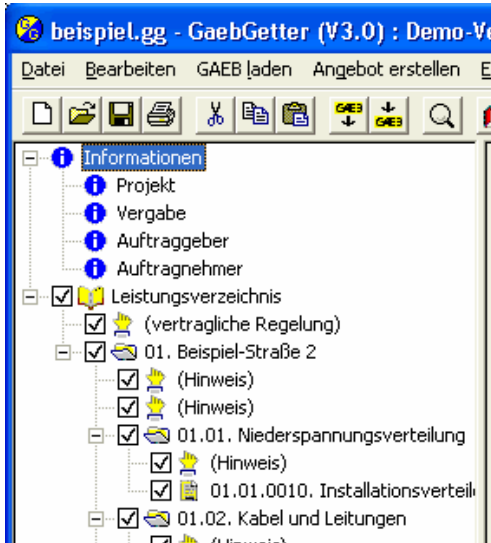 beispiel.gg - GaebGetter (V3.0) : Demo-Ve
Datei Bearbeiten GAEB laden Angebot erstellen E
GAEB GAEB
Informationen
Projekt
Vergabe
Auftraggeber
Auftragnehmer
Leistungsverzeichnis
(vertragliche Regelung)
01. Beispiel-Straße 2
(Hinweis)
(Hinweis)
01.01. Niederspannungsverteilung
(Hinweis)
01.01.0010. Installationsverteil
01.02. Kabel und Leitungen
(Hinweis)